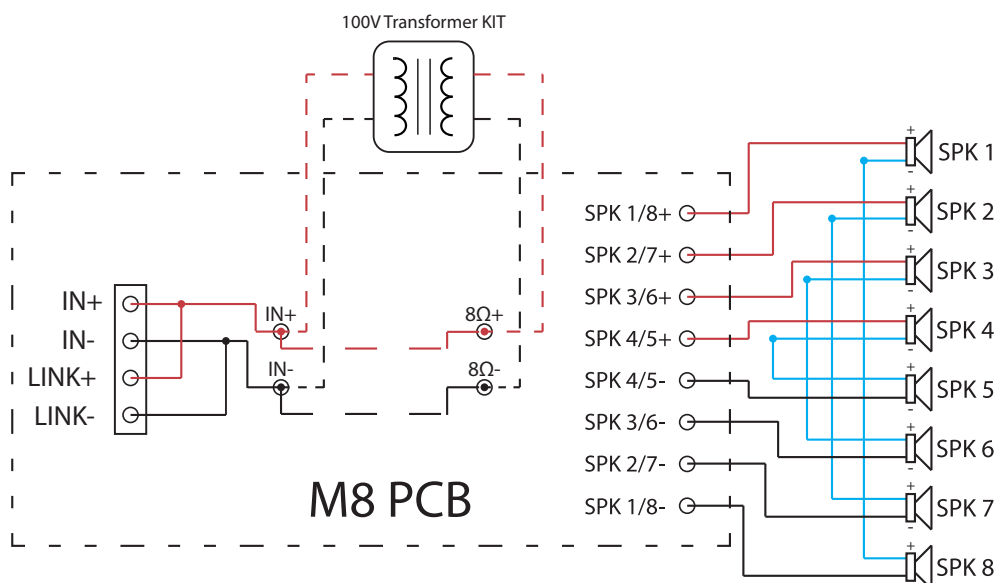 100V Transformer KIT
IN+
IN-
LINK+
LINK-
IN+
IN-
8Ω+
8Ω-
M8 PCB
SPK 1/8+
SPK 2/7+
SPK 3/6+
SPK 4/5+
SPK 4/5-
SPK 3/6-
SPK 2/7-
SPK 1/8-
+
-
SPK 1
+
-
SPK 2
+
-
SPK 3
+
-
SPK 4
+
-
SPK 5
+
-
SPK 6
+
-
SPK 7
+
-
SPK 8